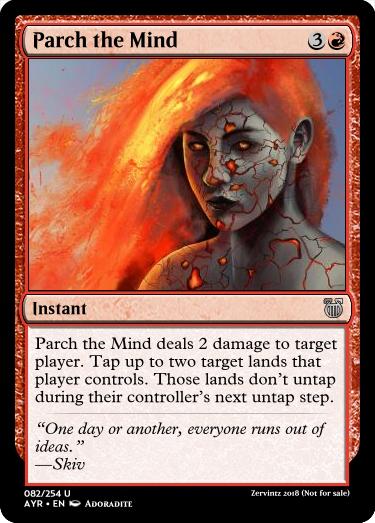 Parch the Mind 3
Instant
Parch the Mind deals 2 damage to target
player. Tap up to two target lands that
player controls. Those lands don't untap
during their controller's next untap step.
"One day or another, everyone runs out of
ideas."
—Skiv
082/254 U
AYR • EN Adoradite
Zervintz 2018 (Not for sale)